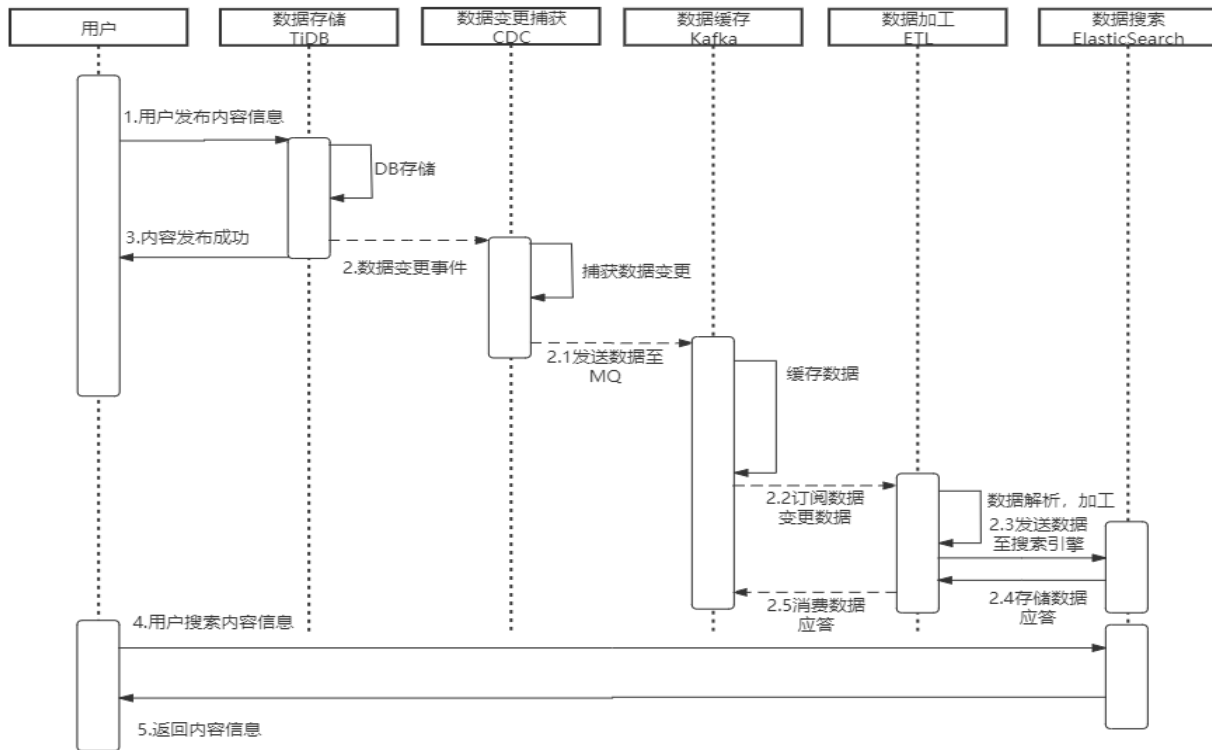 用户
数据存储
TiDB
数据变更捕获
CDC
数据缓存
Kafka
数据加工
ETL
数据搜索
ElasticSearch
1.用户发布内容信息
DB存储
3.内容发布成功
2.数据变更事件
捕获数据变更
2.1发送数据至
MQ
缓存数据
2.2订阅数据
变更数据
数据解析，加工
2.3发送数据
至搜索引擎
2.4存储数据
应答
2.5消费数据
应答
4.用户搜索内容信息
5.返回内容信息